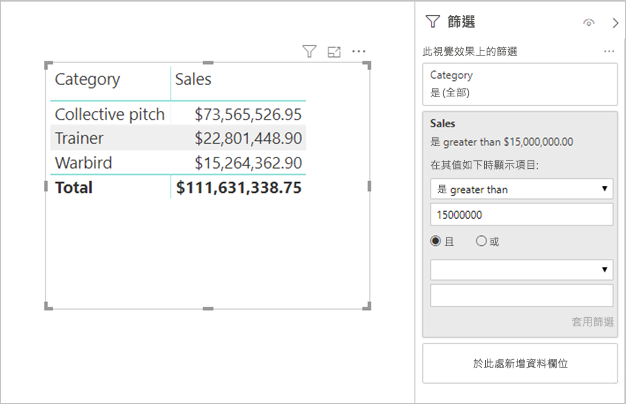 Category Sales
Collective pitch $73,565,526.95
Trainer $22,801,448.90
Warbird $15,264,362.90
Total $111,631,338.75
篩選
此視覺效果上的篩選
Category
是 (全部)
Sales
是 greater than $15,000,000.00
在其值如下時顯示項目:
是 greater than
15000000
且 或
套用篩選
於此處新增資料欄位